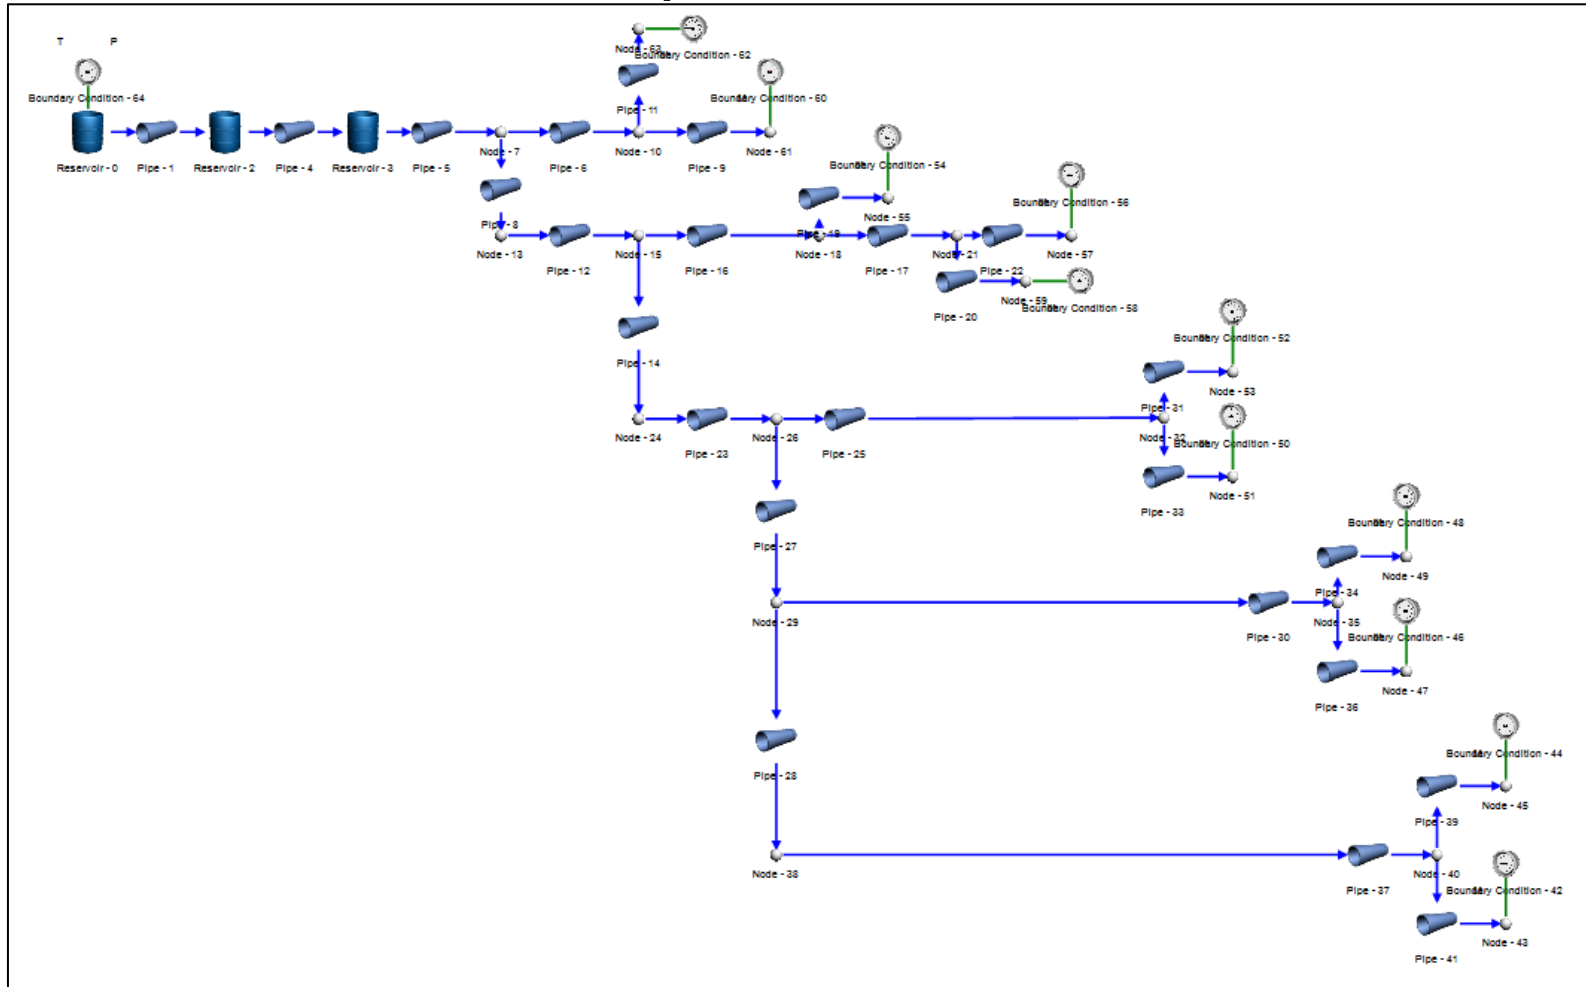 T P
Node - 63
Boundary Condition - 62
Boundary Condition - 64
Pipe - 11
Boundary Condition - 60
Reservoir - 0
Pipe - 1
Reservoir - 2
Pipe - 4
Reservoir - 3
Pipe - 5
Node - 7
Pipe - 6
Node - 10
Pipe - 9
Node - 61
Boundary Condition - 54
Boundary Condition - 56
Pipe - 8
Node - 55
Pipe - 19
Node - 13
Pipe - 12
Node - 15
Pipe - 16
Node - 18
Pipe - 17
Node - 21
Pipe - 22
Node - 57
Pipe - 20
Node - 59
Boundary Condition - 58
Boundary Condition - 52
Pipe - 14
Node - 53
Pipe - 31
Node - 24
Pipe - 23
Node - 26
Pipe - 25
Node - 32
Boundary Condition - 50
Pipe - 33
Node - 51
Boundary Condition - 48
Pipe - 27
Node - 49
Pipe - 34
Node - 29
Pipe - 30
Node - 35
Boundary Condition - 46
Pipe - 36
Node - 47
Boundary Condition - 44
Pipe - 28
Node - 45
Pipe - 39
Node - 38
Pipe - 37
Node - 40
Boundary Condition - 42
Pipe - 41
Node - 43